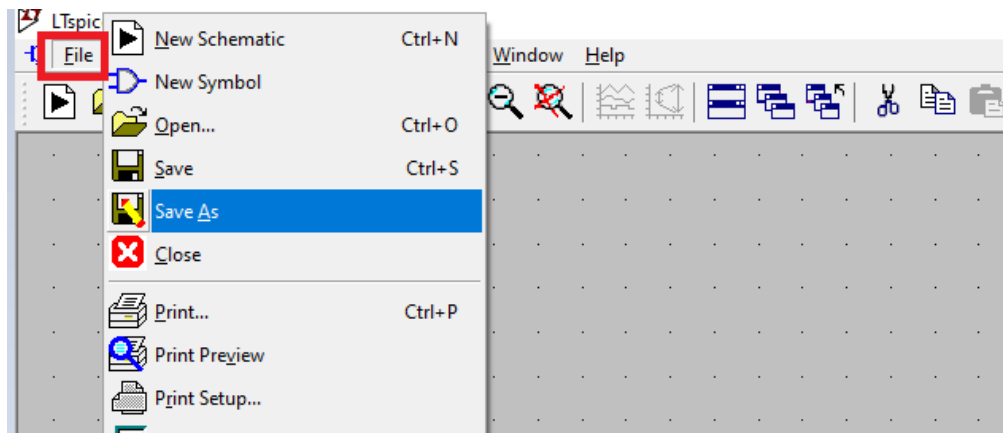 LTspic
File
Window Help
New Schematic Ctrl+N
New Symbol
Open... Ctrl+O
Save Ctrl+S
Save As
Close
Print... Ctrl+P
Print Preview
Print Setup...